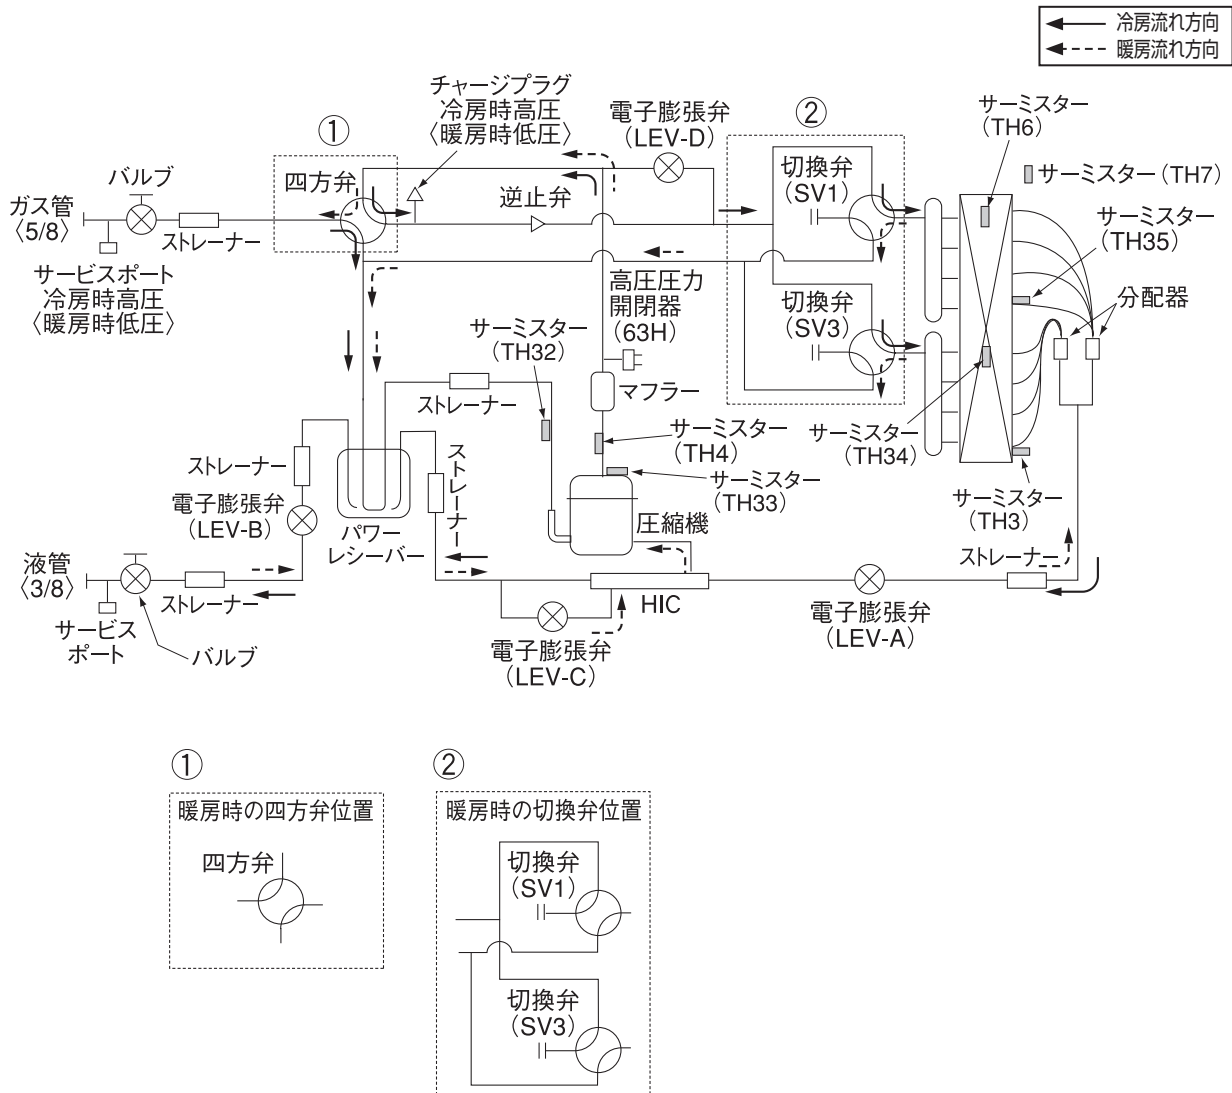 冷房流れ方向
暖房流れ方向
チャージプラグ
冷房時高圧
〈暖房時低圧〉
電子膨張弁
(LEV-D)
①
②
サーミスター
(TH6)
サーミスター(TH7)
バルブ
四方弁
切換弁
(SV1)
逆止弁
ガス管
〈5/8〉
ストレーナー
サーミスター
(TH35)
サービスポート
冷房時高圧
〈暖房時低圧〉
高圧圧力
開閉器
(63H)
切換弁
(SV3)
分配器
サーミスター
(TH32)
ストレーナー
マフラー
サーミスター
(TH4)
サーミスター
(TH34)
ストレーナー
ストレーナー
サーミスター
(TH33)
サーミスター
(TH3)
電子膨張弁
(LEV-B)
パワー
レシーバー
圧縮機
液管
〈3/8〉
ストレーナー
ストレーナー
サービス
ポート
バルブ
電子膨張弁
(LEV-C)
HIC
電子膨張弁
(LEV-A)
①
暖房時の四方弁位置
四方弁
②
暖房時の切換弁位置
切換弁
(SV1)
切換弁
(SV3)